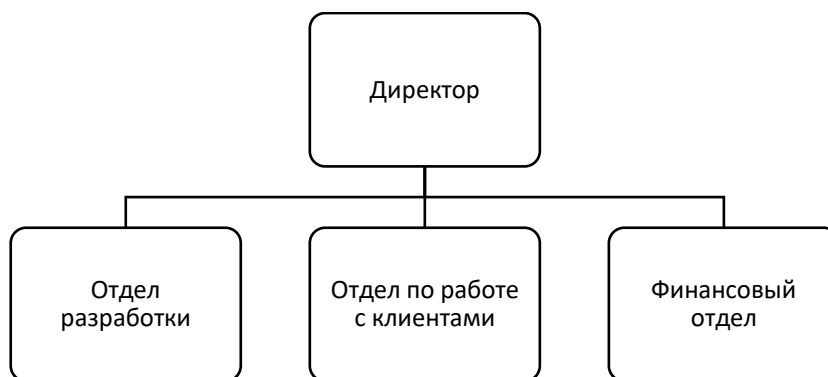 Директор
Отдел
разработки
Отдел по работе
с клиентами
Финансовый
отдел